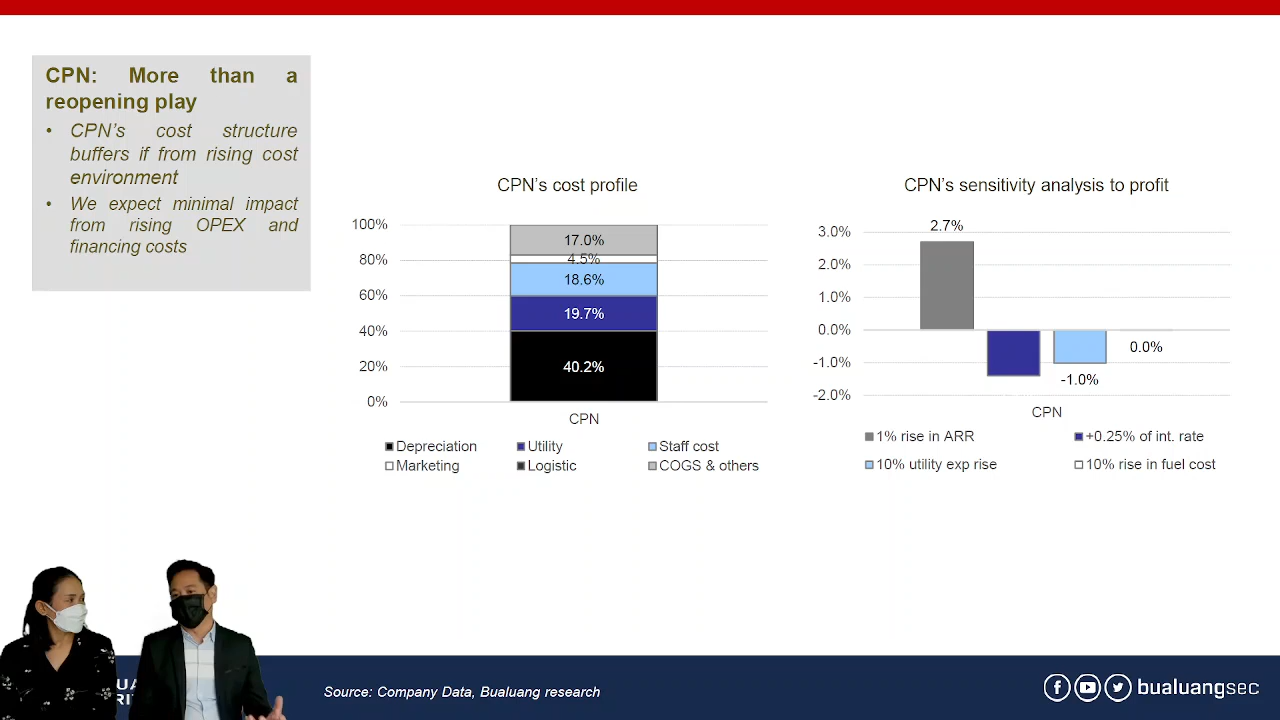 CPN: More than a
reopening play
• CPN's cost structure
buffers if from rising cost
environment
• We expect minimal impact
from rising OPEX and
financing costs
CPN's cost profile
100%
80%
60%
40%
20%
0%
17.0%
4.5%
18.6%
19.7%
40.2%
CPN
Depreciation
Utility
Staff cost
Marketing
Logistic
COGS & others
CPN's sensitivity analysis to profit
3.0%
2.0%
1.0%
0.0%
-1.0%
-2.0%
2.7%
-1.0%
0.0%
CPN
1% rise in ARR
+0.25% of int. rate
10% utility exp rise
10% rise in fuel cost
Source: Company Data, Bualuang research
bualuangsec